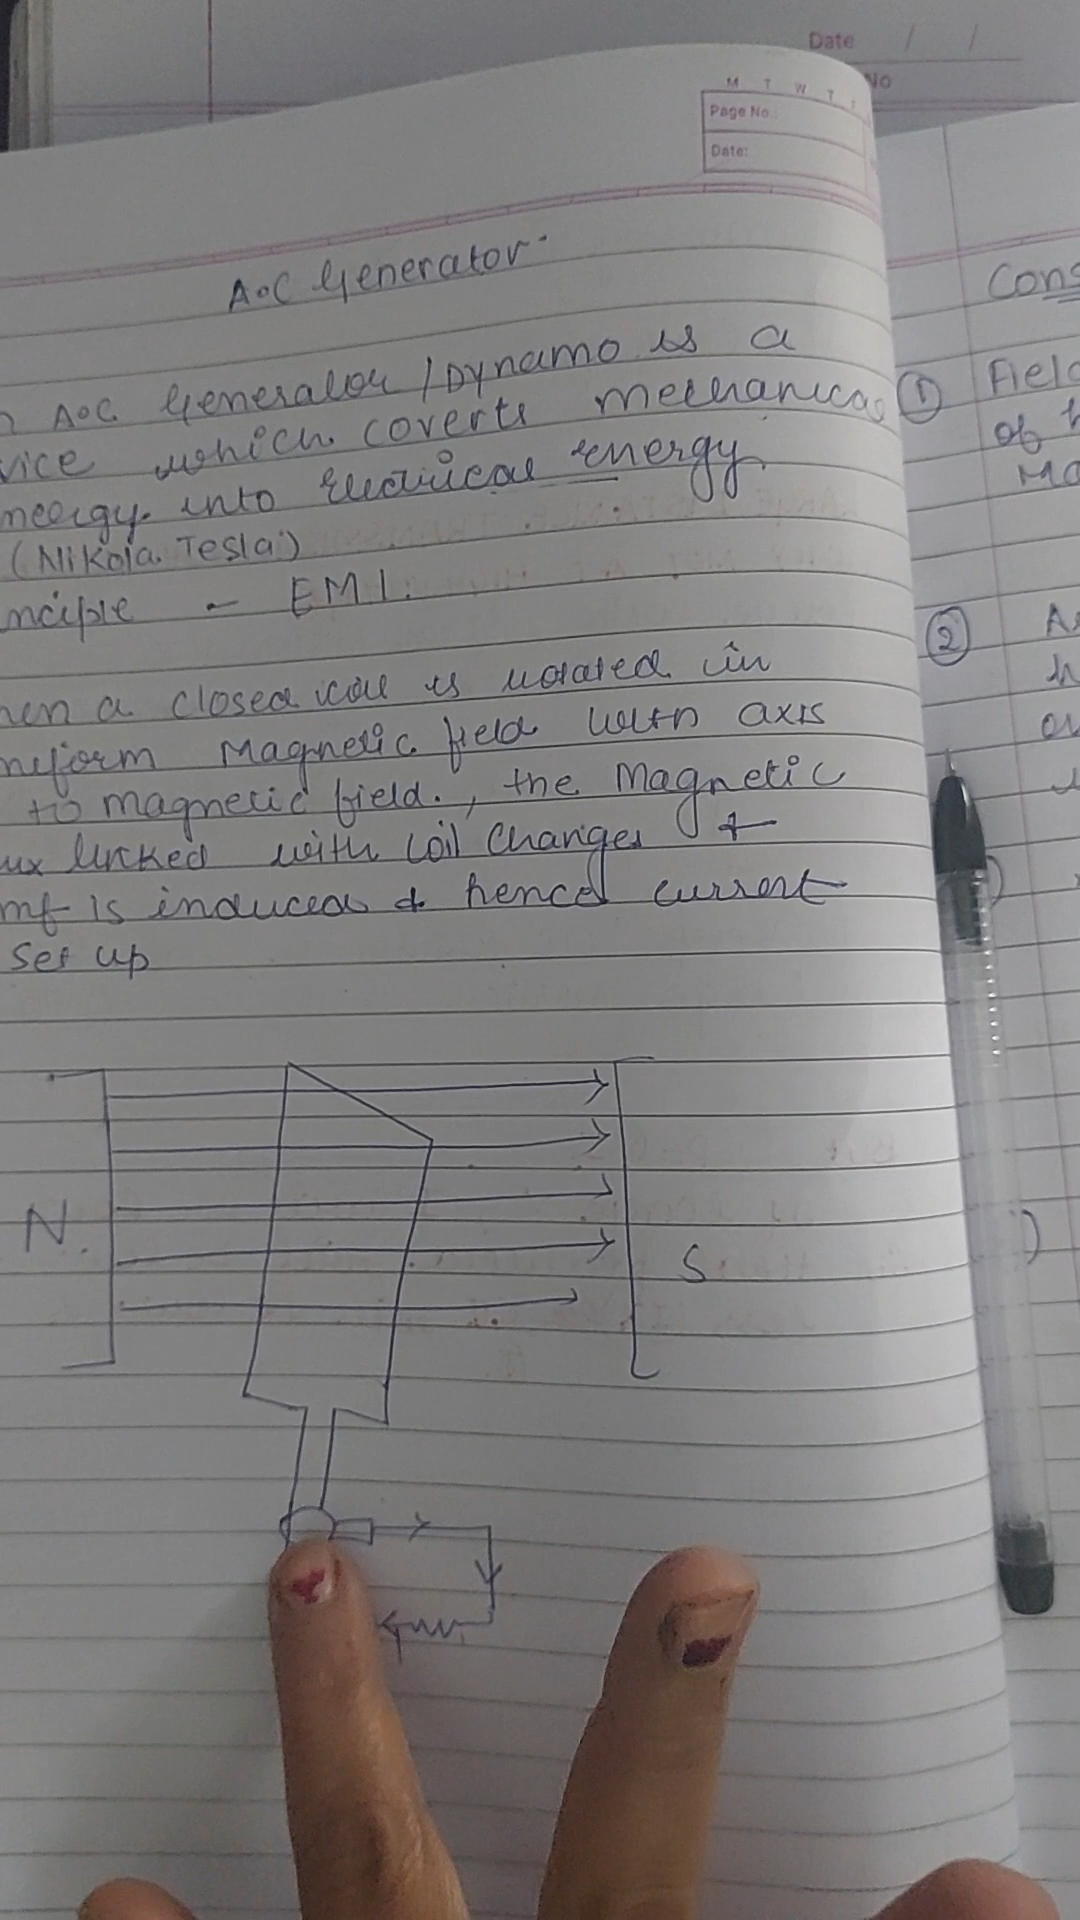 Date / /
No
M T W T F
Page No.:
Date:
A.C Generator
A.C. Generator / Dynamo is a
vice which coverts mechanical
neergy into Electrical energy
(Nikola Tesla)
nciple - EMI.
hen a closed coil is rotated in
niform Magnetic field with axis
to magnetic field., the Magnetic
ux linked with coil changes +
mf is induced & hence current
set up
N.
S
Cons
① Field
of h
Ma
②